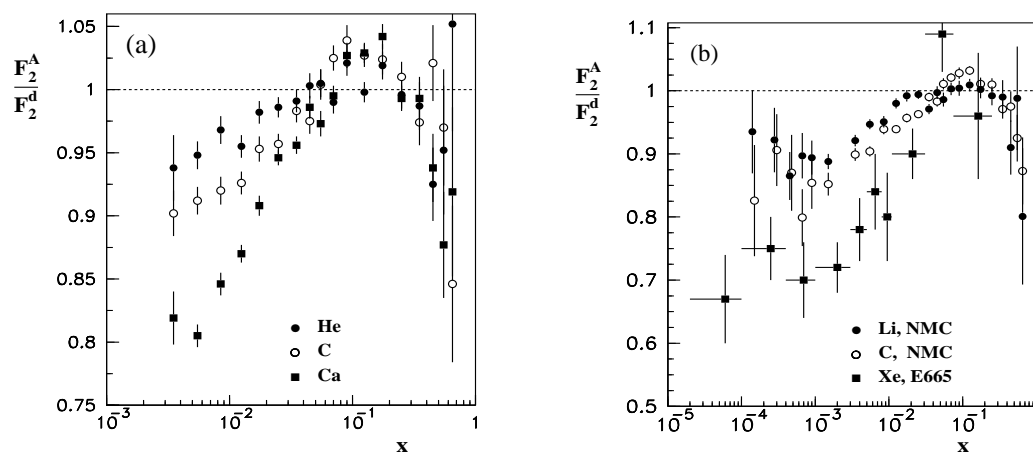 (a)
F₂ᴬ
F₂ᵈ
1.05
1
0.95
0.9
0.85
0.8
0.75
He
C
Ca
10⁻³
10⁻²
10⁻¹
1
x
(b)
F₂ᴬ
F₂ᵈ
1.1
1
0.9
0.8
0.7
0.6
0.5
Li, NMC
C, NMC
Xe, E665
10⁻⁵
10⁻⁴
10⁻³
10⁻²
10⁻¹
1
x